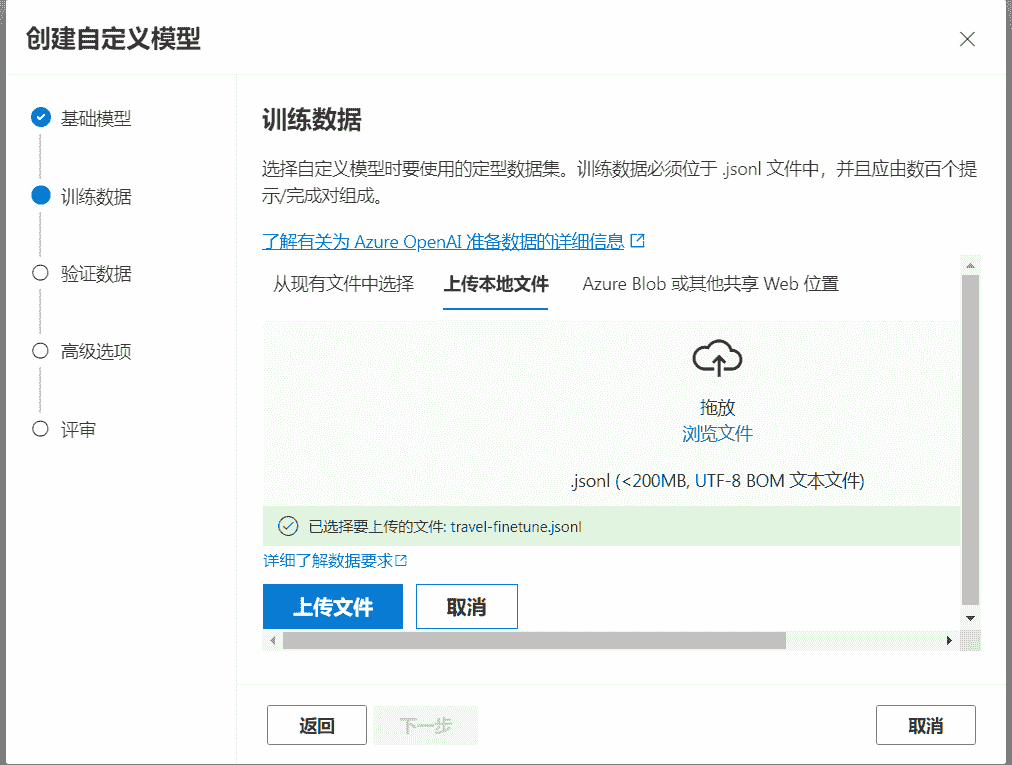 创建自定义模型
基础模型
训练数据
验证数据
高级选项
评审
训练数据
选择自定义模型时要使用的定型数据集。训练数据必须位于 .jsonl 文件中，并且应由数百个提
示/完成对组成。
了解有关为 Azure OpenAI 准备数据的详细信息
从现有文件中选择 上传本地文件 Azure Blob 或其他共享 Web 位置
拖放
浏览文件
.jsonl (<200MB, UTF-8 BOM 文本文件)
已选择要上传的文件: travel-finetune.jsonl
详细了解数据要求
上传文件 取消
返回 下一步 取消